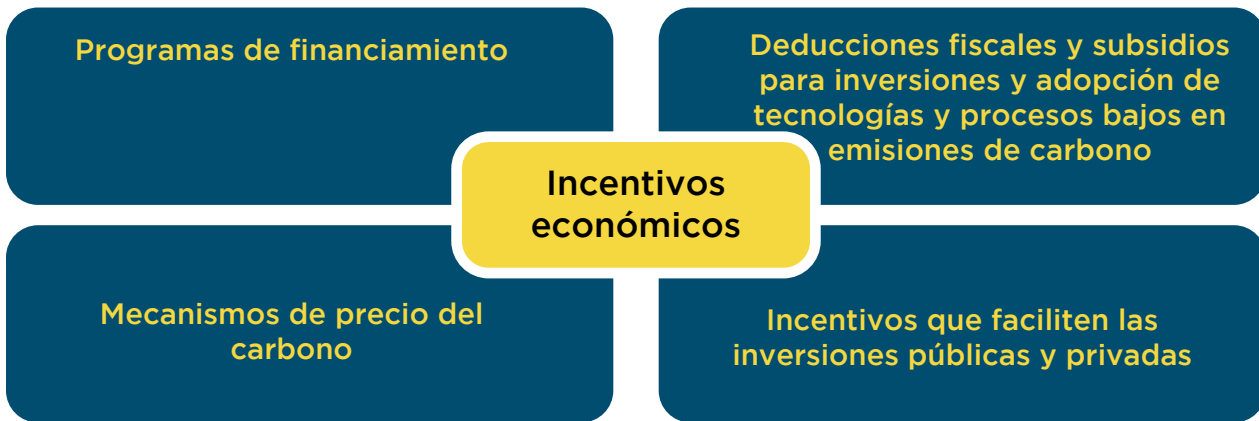 Programas de financiamiento
Deducciones fiscales y subsidios
para inversiones y adopción de
tecnologías y procesos bajos en
emisiones de carbono
Incentivos
económicos
Mecanismos de precio del
carbono
Incentivos que faciliten las
inversiones públicas y privadas